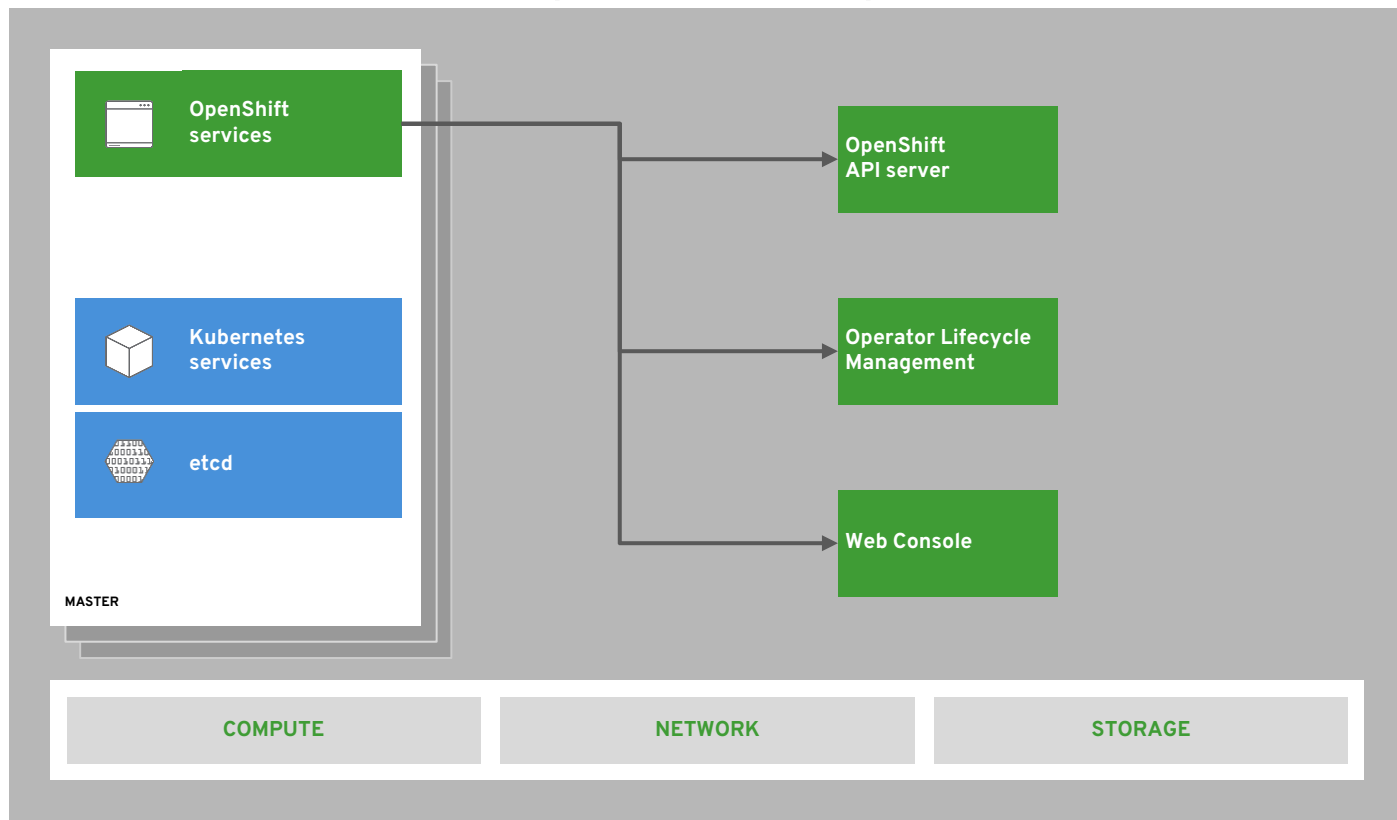 OpenShift
services
OpenShift
API server
Kubernetes
services
Operator Lifecycle
Management
etcd
Web Console
MASTER
COMPUTE
NETWORK
STORAGE